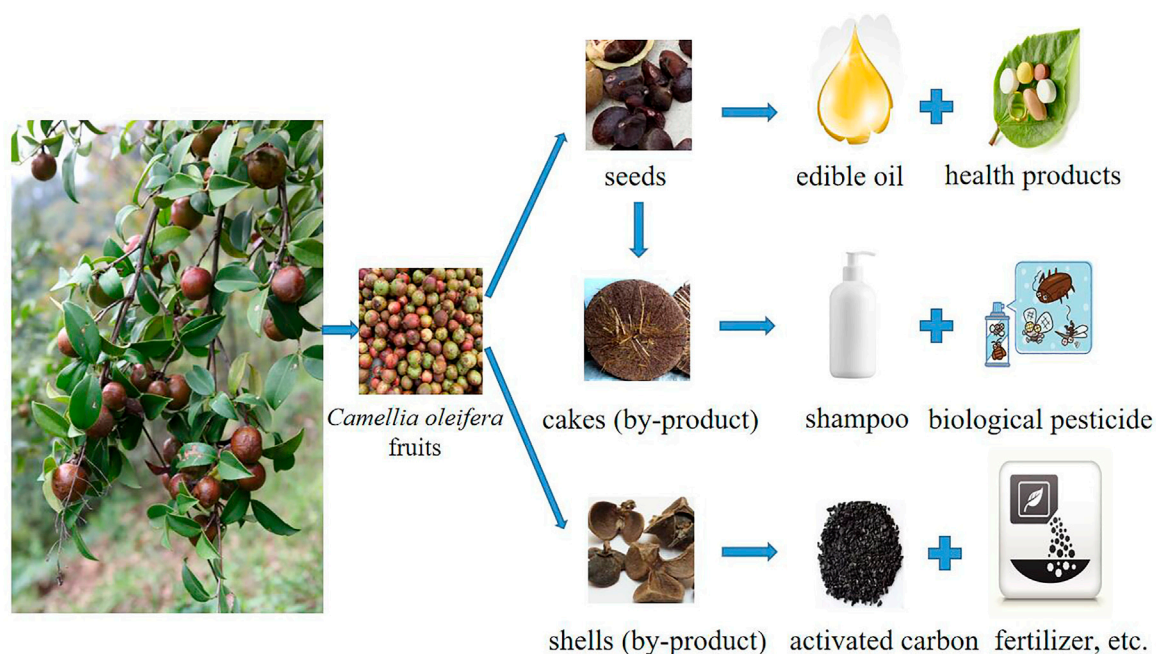 seeds
edible oil
health products
Camellia oleifera
fruits
cakes (by-product)
shampoo
biological pesticide
shells (by-product)
activated carbon
fertilizer, etc.